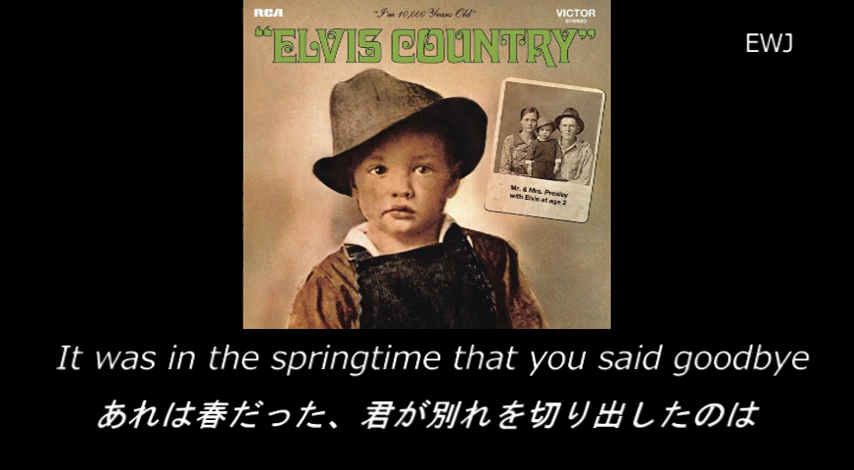 RCA
"I'm 10,000 Years Old"
VICTOR
STEREO
"ELVIS COUNTRY"
EWJ
Mr. & Mrs. Presley
with Elvis at age 2
It was in the springtime that you said goodbye
あれは春だった、君が別れを切り出したのは